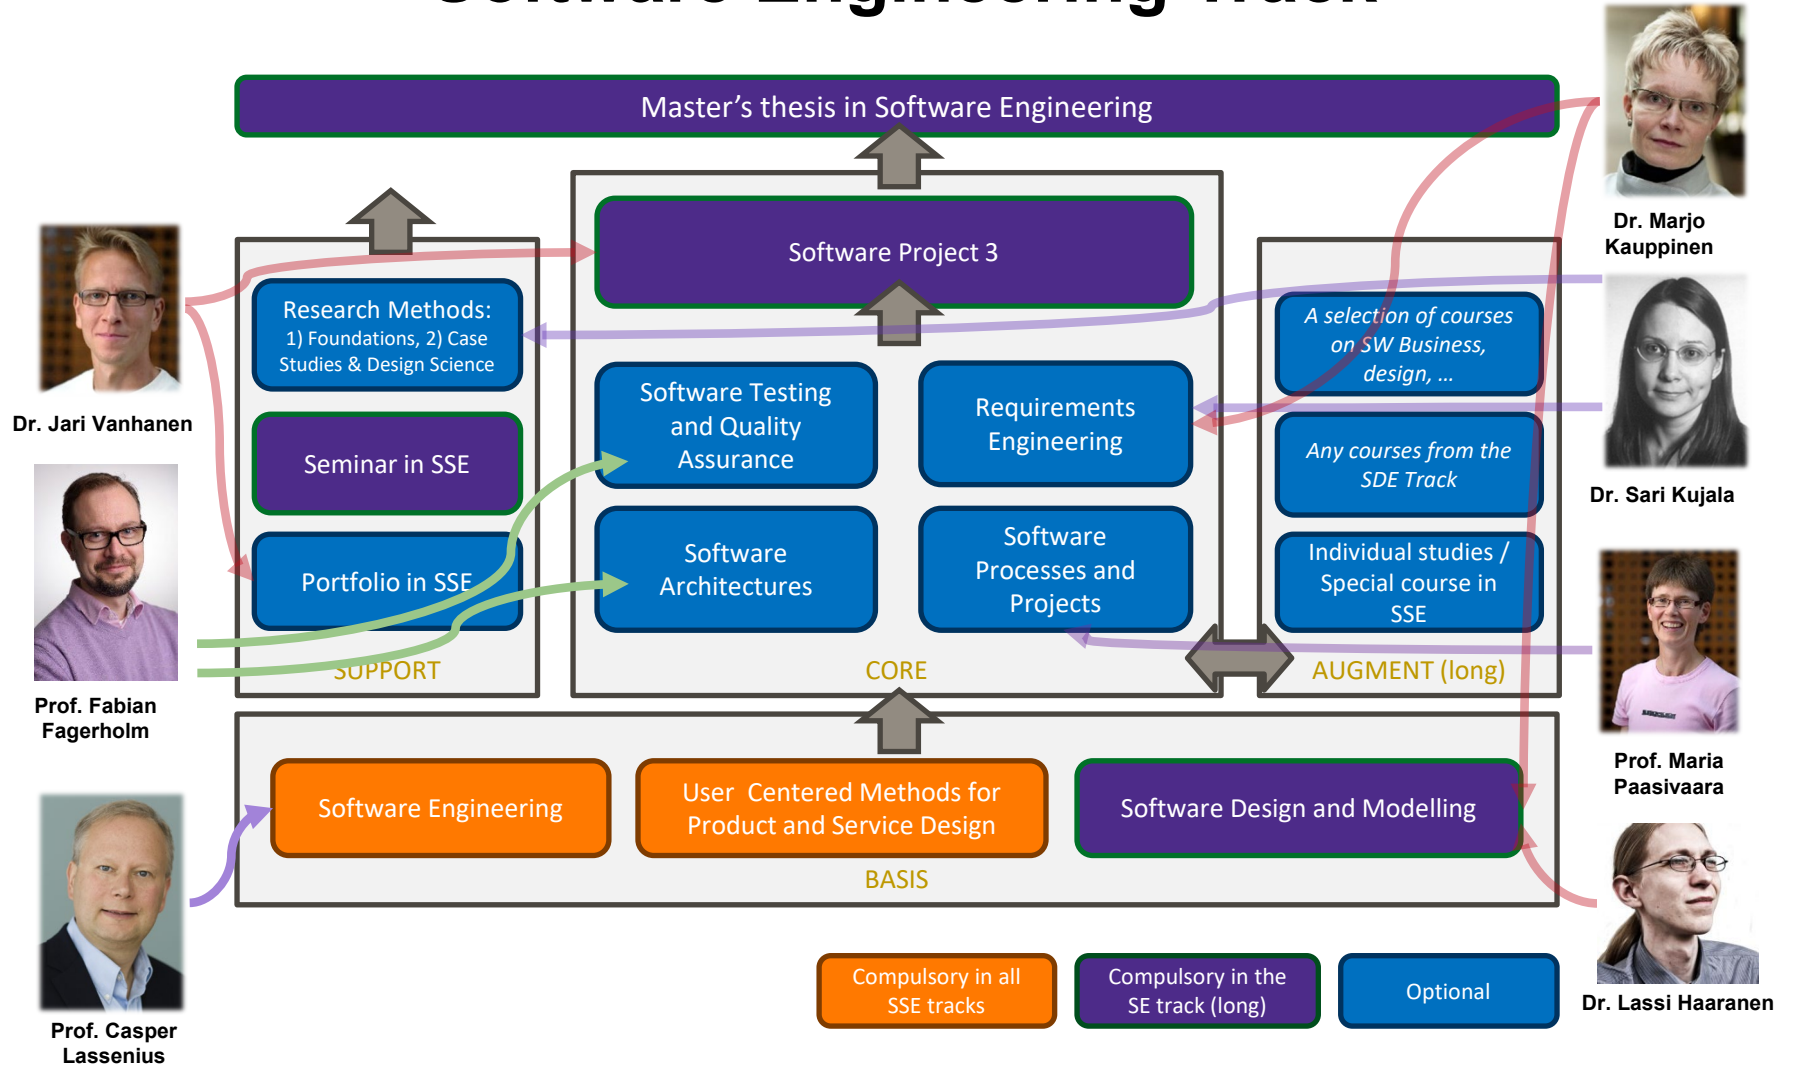 Software Engineering Track
Master's thesis in Software Engineering
Dr. Marjo
Kauppinen
Software Project 3
Research Methods:
1) Foundations, 2) Case
Studies & Design Science
A selection of courses
on SW Business,
design, ...
Dr. Jari Vanhanen
Software Testing
and Quality
Assurance
Requirements
Engineering
Seminar in SSE
Any courses from the
SDE Track
Dr. Sari Kujala
Portfolio in SSE
Software
Architectures
Software
Processes and
Projects
Individual studies /
Special course in
SSE
SUPPORT
CORE
AUGMENT (long)
Prof. Fabian
Fagerholm
Prof. Maria
Paasivaara
Software Engineering
User  Centered Methods for
Product and Service Design
Software Design and Modelling
BASIS
Compulsory in all
SSE tracks
Compulsory in the
SE track (long)
Optional
Dr. Lassi Haaranen
Prof. Casper
Lassenius